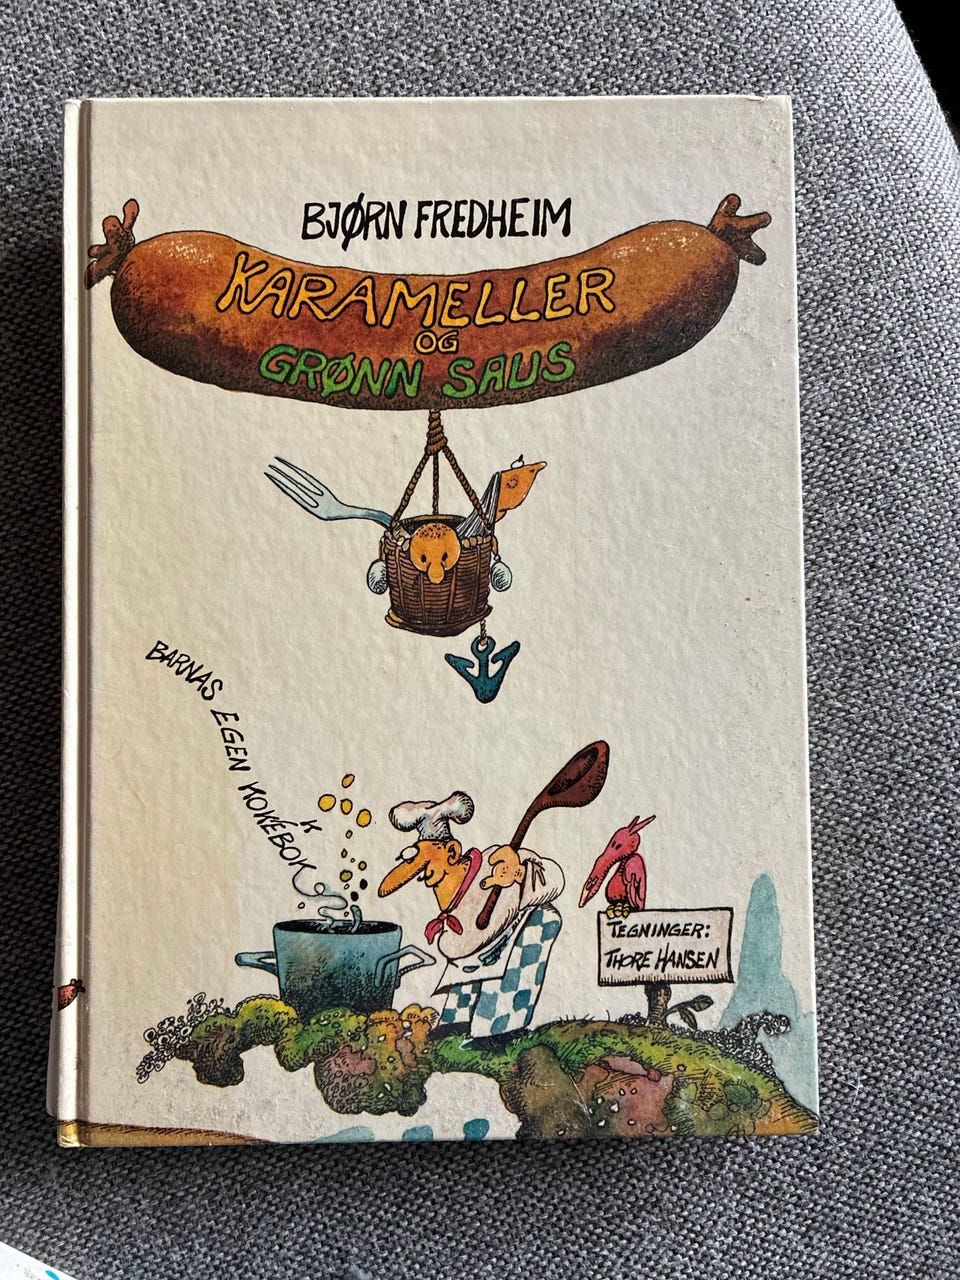 BJØRN FREDHEIM
KARAMELLER
OG
GRØNN SAUS
BARNAS EGEN KOKEBOK
K
TEGNINGER:
THORE HANSEN